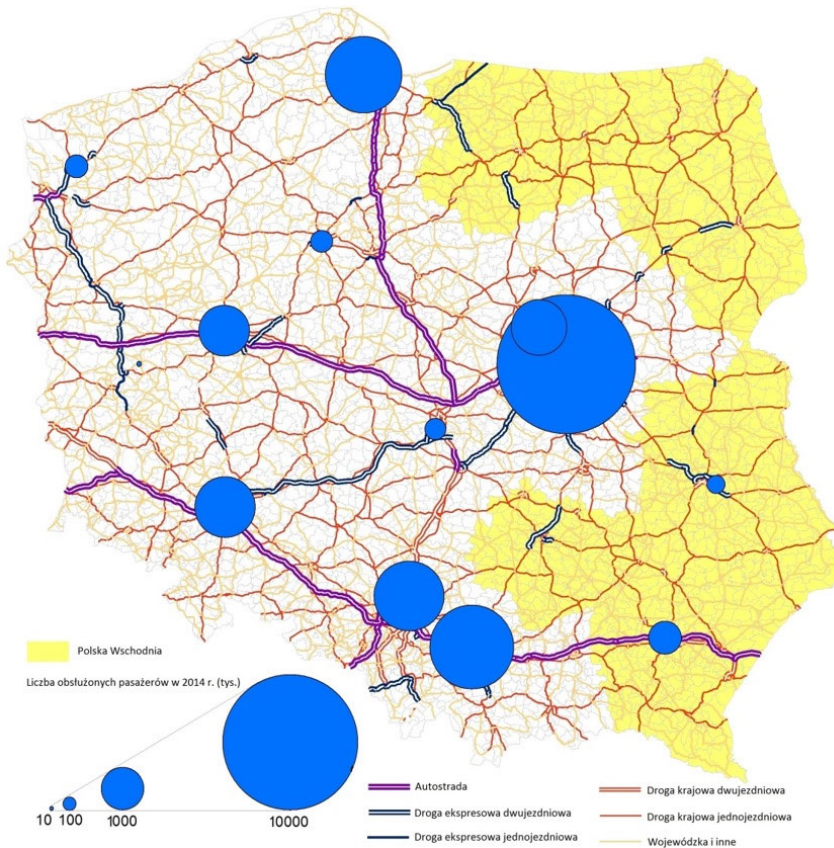 Polska Wschodnia
Liczba obsłużonych pasażerów w 2014 r. (tys.)
10 100 1000 10000
Autostrada
Droga ekspresowa dwujezdniowa
Droga ekspresowa jednojezdniowa
Droga krajowa dwujezdniowa
Droga krajowa jednojezdniowa
Wojewódzka i inne